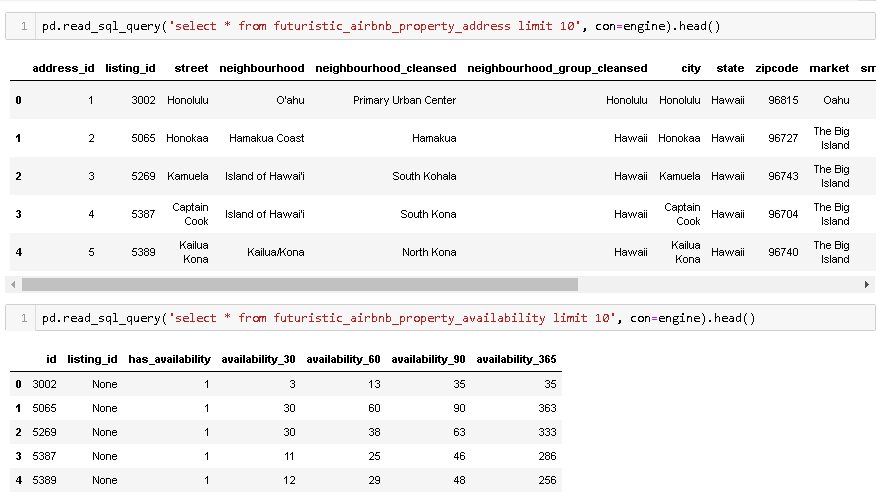 1 pd.read_sql_query('select * from futuristic_airbnb_property_address limit 10', con=engine).head()
address_id listing_id street neighbourhood neighbourhood_cleansed neighbourhood_group_cleansed city state zipcode market sm
0 1 3002 Honolulu O'ahu Primary Urban Center Honolulu Honolulu Hawaii 96815 Oahu
1 2 5065 Honokaa Hamakua Coast Hamakua Hawaii Honokaa Hawaii 96727 The Big Island
2 3 5269 Kamuela Island of Hawai'i South Kohala Hawaii Kamuela Hawaii 96743 The Big Island
3 4 5387 Captain Cook Island of Hawai'i South Kona Hawaii Captain Cook Hawaii 96704 The Big Island
4 5 5389 Kailua Kona Kailua/Kona North Kona Hawaii Kailua Kona Hawaii 96740 The Big Island
1 pd.read_sql_query('select * from futuristic_airbnb_property_availability limit 10', con=engine).head()
id listing_id has_availability availability_30 availability_60 availability_90 availability_365
0 3002 None 1 3 13 35 35
1 5065 None 1 30 60 90 363
2 5269 None 1 30 38 63 333
3 5387 None 1 11 25 46 286
4 5389 None 1 12 29 48 256